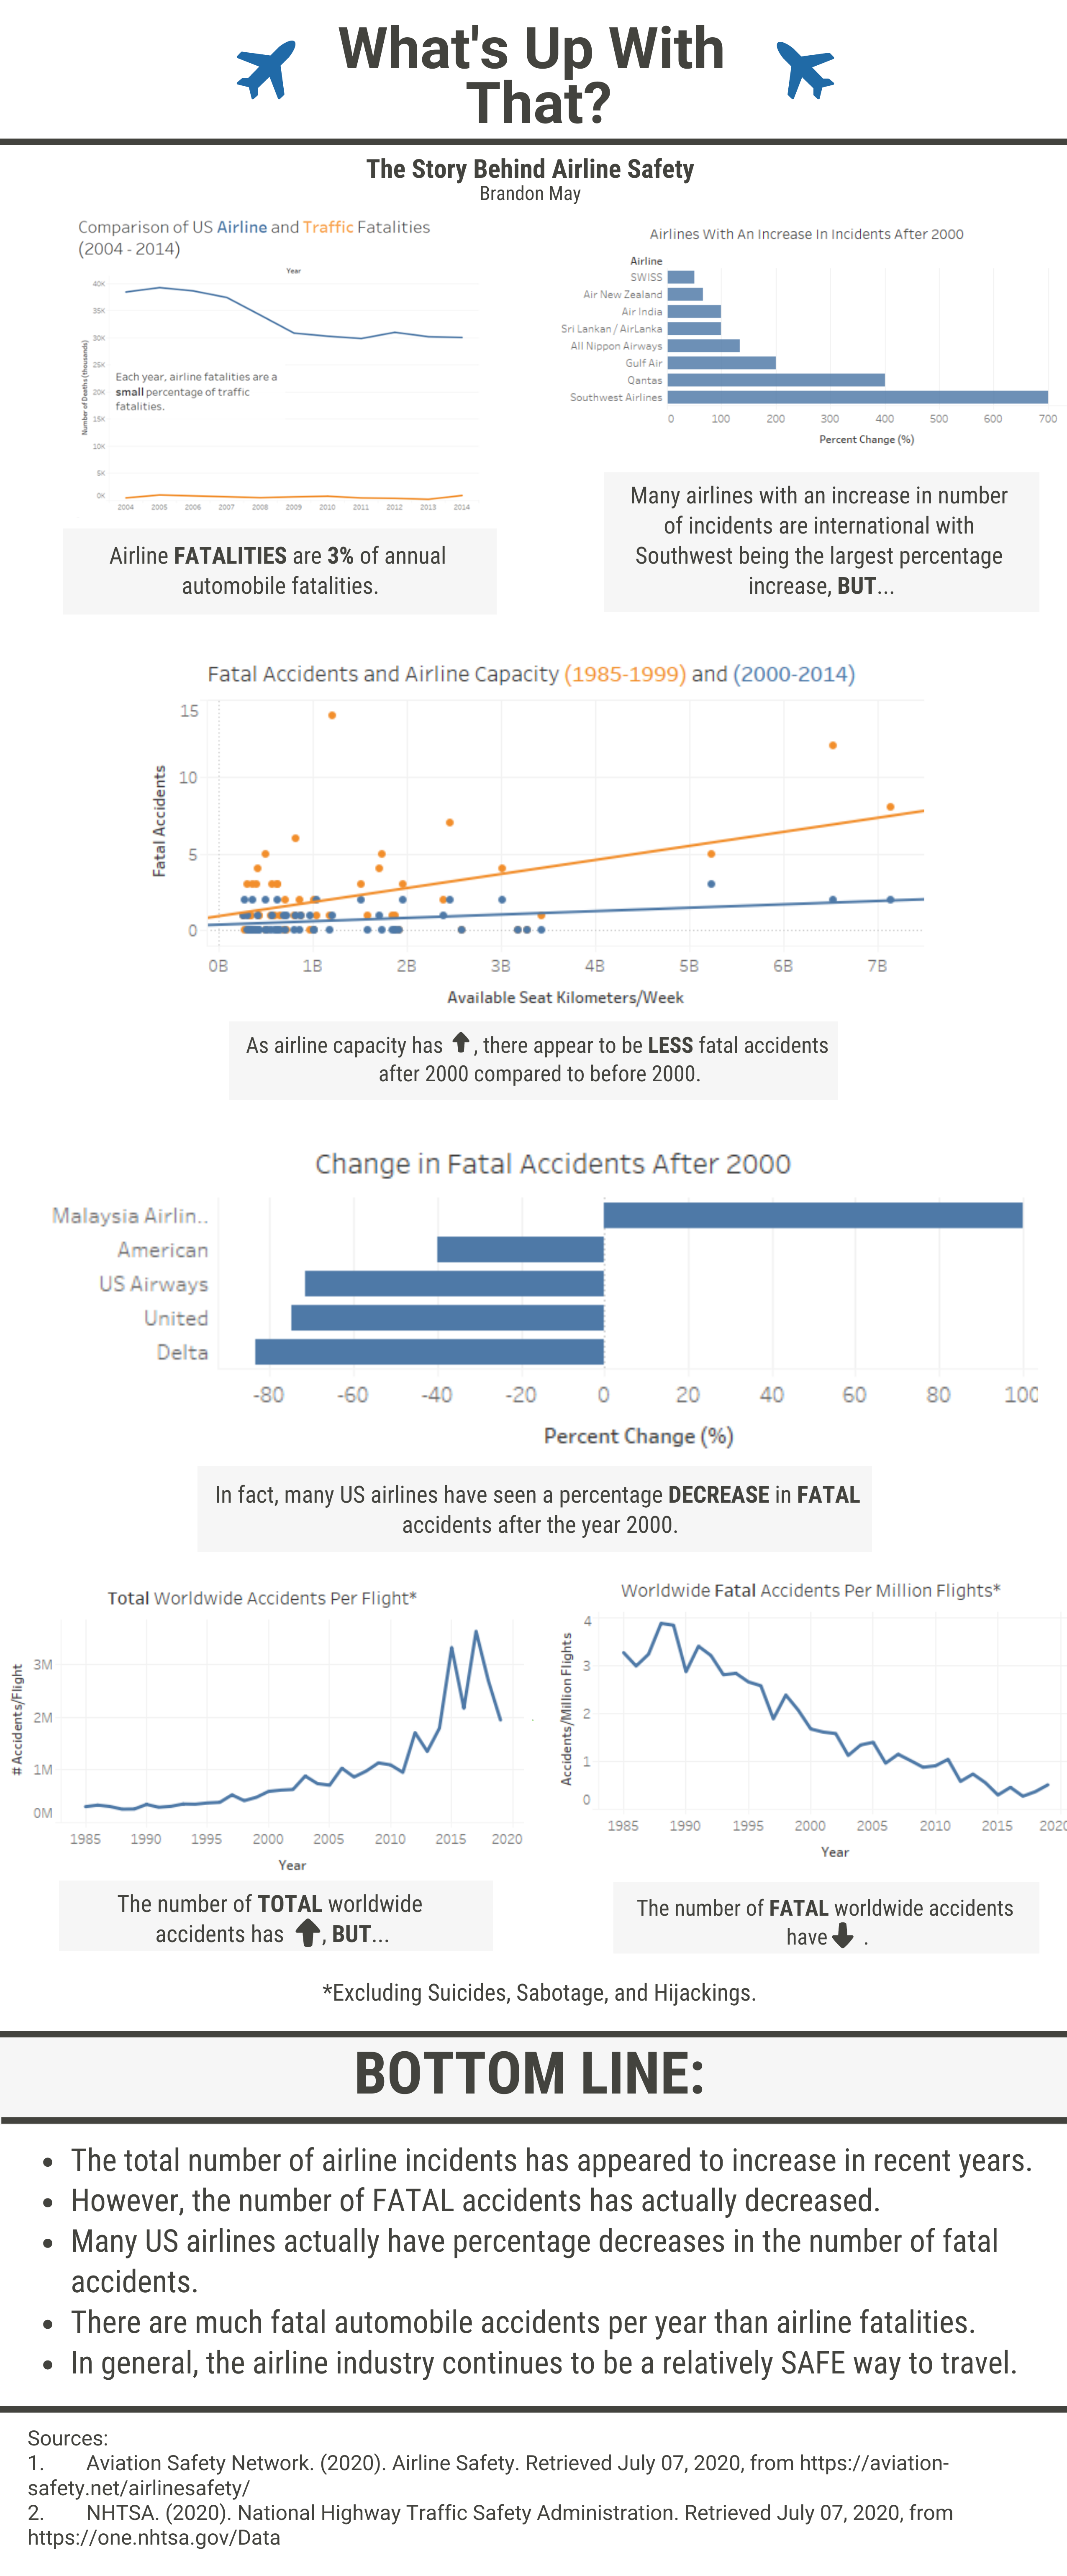 What's Up With
That?
The Story Behind Airline Safety
Brandon May
Comparison of US Airline and Traffic Fatalities
(2004 - 2014)
Year
40K
35K
30K
25K
20K
15K
10K
5K
0K
Number of Deaths (thousands)
Each year, airline fatalities are a
small percentage of traffic
fatalities.
2004 2005 2006 2007 2008 2009 2010 2011 2012 2013 2014
Airline FATALITIES are 3% of annual
automobile fatalities.
Airlines With An Increase In Incidents After 2000
Airline
SWISS
Air New Zealand
Air India
Sri Lankan / AirLanka
All Nippon Airways
Gulf Air
Qantas
Southwest Airlines
0 100 200 300 400 500 600 700
Percent Change (%)
Many airlines with an increase in number
of incidents are international with
Southwest being the largest percentage
increase, BUT...
Fatal Accidents and Airline Capacity (1985-1999) and (2000-2014)
15
10
5
0
Fatal Accidents
0B 1B 2B 3B 4B 5B 6B 7B
Available Seat Kilometers/Week
As airline capacity has , there appear to be LESS fatal accidents
after 2000 compared to before 2000.
Change in Fatal Accidents After 2000
Malaysia Airlin..
American
US Airways
United
Delta
-80 -60 -40 -20 0 20 40 60 80 100
Percent Change (%)
In fact, many US airlines have seen a percentage DECREASE in FATAL
accidents after the year 2000.
Total Worldwide Accidents Per Flight*
3M
2M
1M
0M
# Accidents/Flight
1985 1990 1995 2000 2005 2010 2015 2020
Year
The number of TOTAL worldwide
accidents has , BUT...
Worldwide Fatal Accidents Per Million Flights*
4
3
2
1
0
Accidents/Million Flights
1985 1990 1995 2000 2005 2010 2015 2020
Year
The number of FATAL worldwide accidents
have .
*Excluding Suicides, Sabotage, and Hijackings.
BOTTOM LINE:
• The total number of airline incidents has appeared to increase in recent years.
• However, the number of FATAL accidents has actually decreased.
• Many US airlines actually have percentage decreases in the number of fatal
accidents.
• There are much fatal automobile accidents per year than airline fatalities.
• In general, the airline industry continues to be a relatively SAFE way to travel.
Sources:
1. Aviation Safety Network. (2020). Airline Safety. Retrieved July 07, 2020, from https://aviation-
safety.net/airlinesafety/
2. NHTSA. (2020). National Highway Traffic Safety Administration. Retrieved July 07, 2020, from
https://one.nhtsa.gov/Data